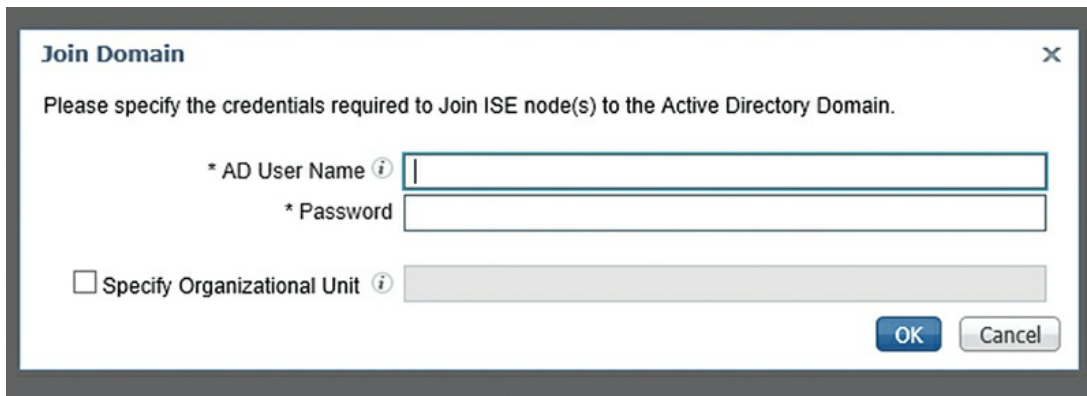 Join Domain
Please specify the credentials required to Join ISE node(s) to the Active Directory Domain.
* AD User Name
* Password
Specify Organizational Unit
OK Cancel